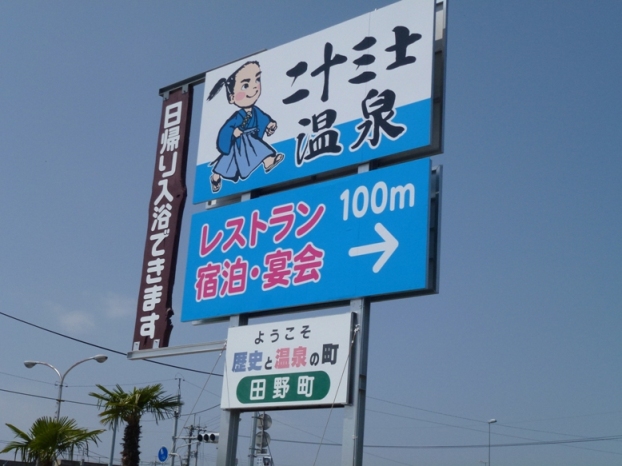 二十三士
温泉
日帰り入浴できます
レストラン 100m
宿泊・宴会
ようこそ
歴史と温泉の町
田野町